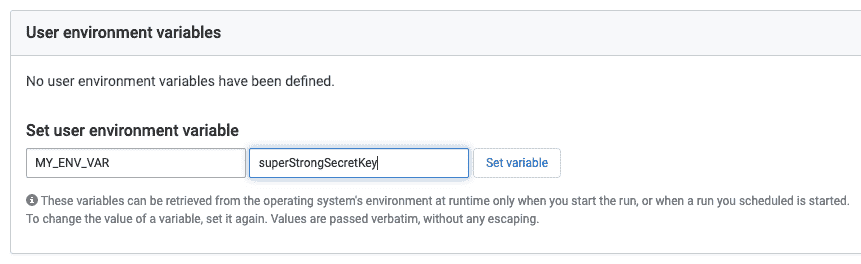 User environment variables
No user environment variables have been defined.
Set user environment variable
MY_ENV_VAR superStrongSecretKey Set variable
These variables can be retrieved from the operating system's environment at runtime only when you start the run, or when a run you scheduled is started.
To change the value of a variable, set it again. Values are passed verbatim, without any escaping.